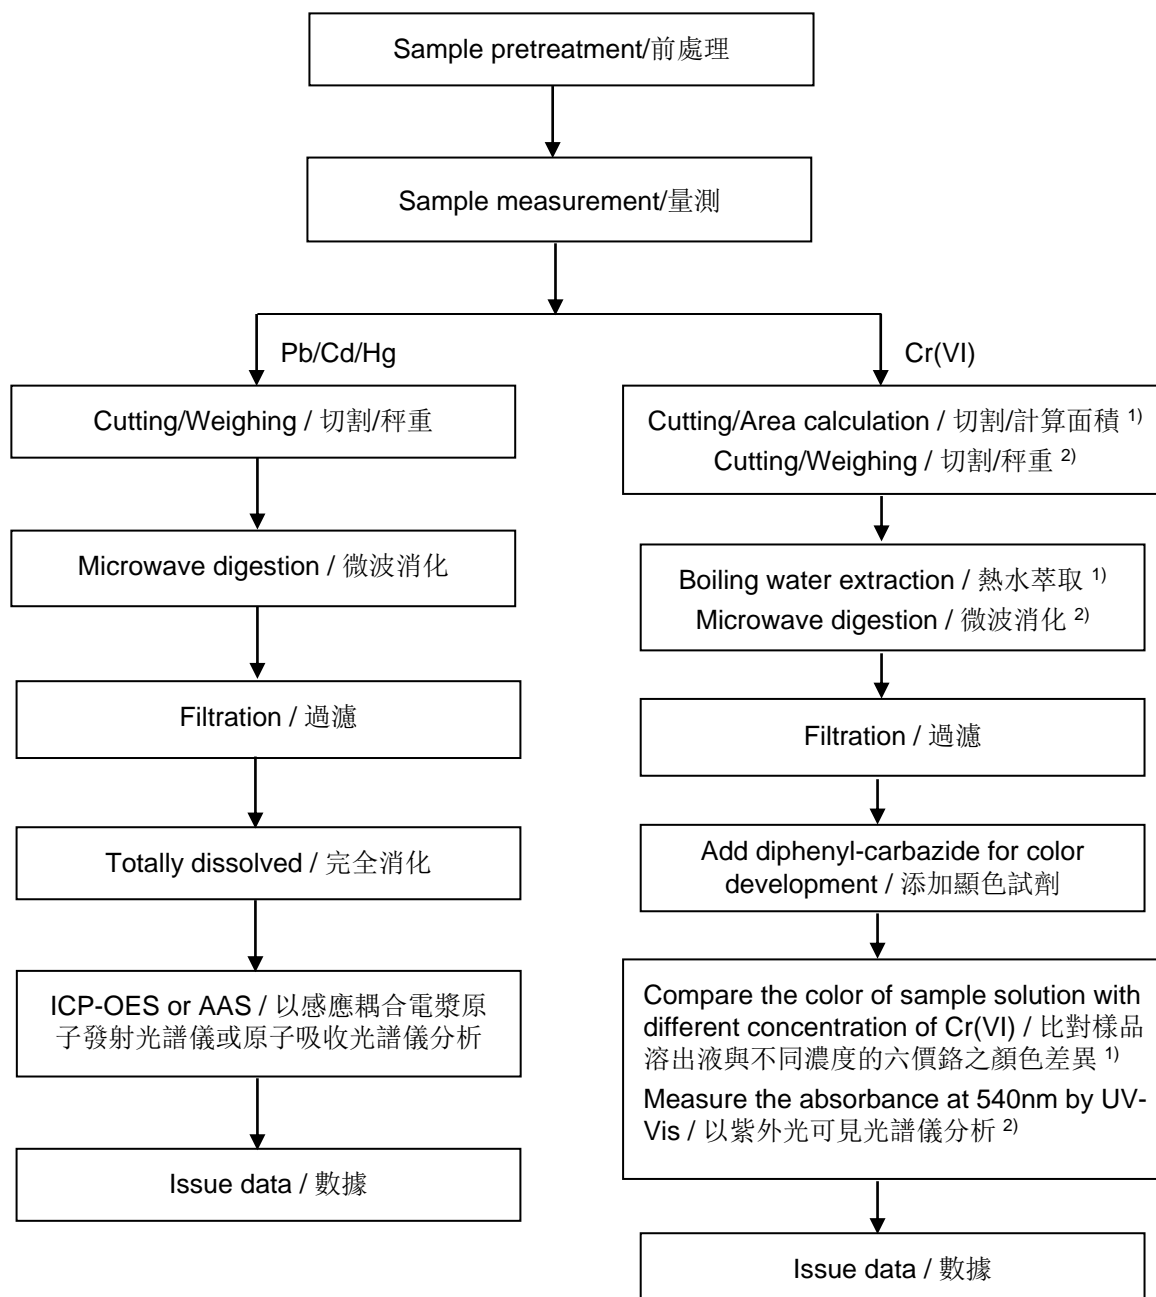 Sample pretreatment/前處理
Sample measurement/量測
Pb/Cd/Hg
Cutting/Weighing / 切割/秤重
Microwave digestion / 微波消化
Filtration / 過濾
Totally dissolved / 完全消化
ICP-OES or AAS / 以感應耦合電漿原
子發射光譜儀或原子吸收光譜儀分析
Issue data / 數據
Cr(VI)
Cutting/Area calculation / 切割/計算面積 1)
Cutting/Weighing / 切割/秤重 2)
Boiling water extraction / 熱水萃取 1)
Microwave digestion / 微波消化 2)
Filtration / 過濾
Add diphenyl-carbazide for color
development / 添加顯色試劑
Compare the color of sample solution with
different concentration of Cr(VI) / 比對樣品
溶出液與不同濃度的六價鉻之顏色差異 1)
Measure the absorbance at 540nm by UV-
Vis / 以紫外光可見光譜儀分析 2)
Issue data / 數據